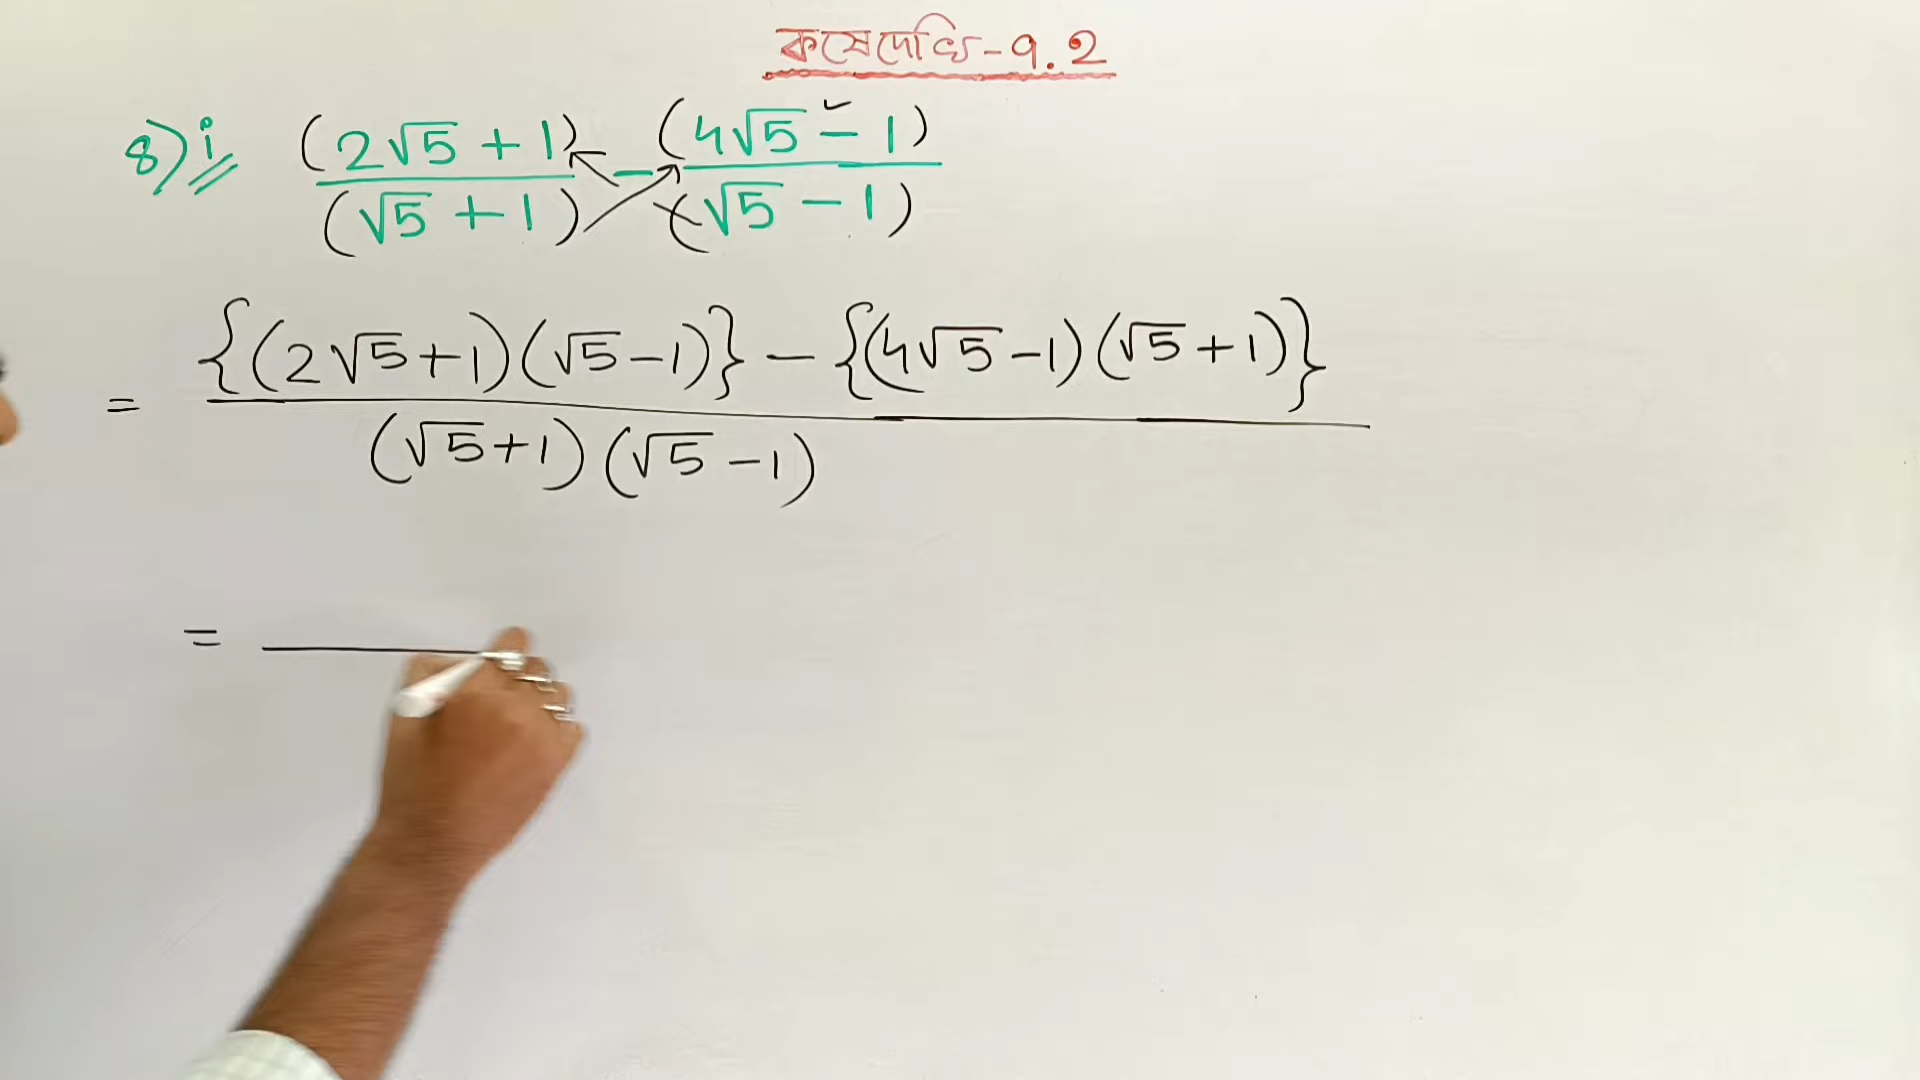 কষে দেখি - ৭.২
8) i (2√5 + 1)/(√5 + 1) - (4√5 - 1)/(√5 - 1)
= {(2√5+1)(√5-1)} - {(4√5-1)(√5+1)}/(√5+1)(√5-1)
=